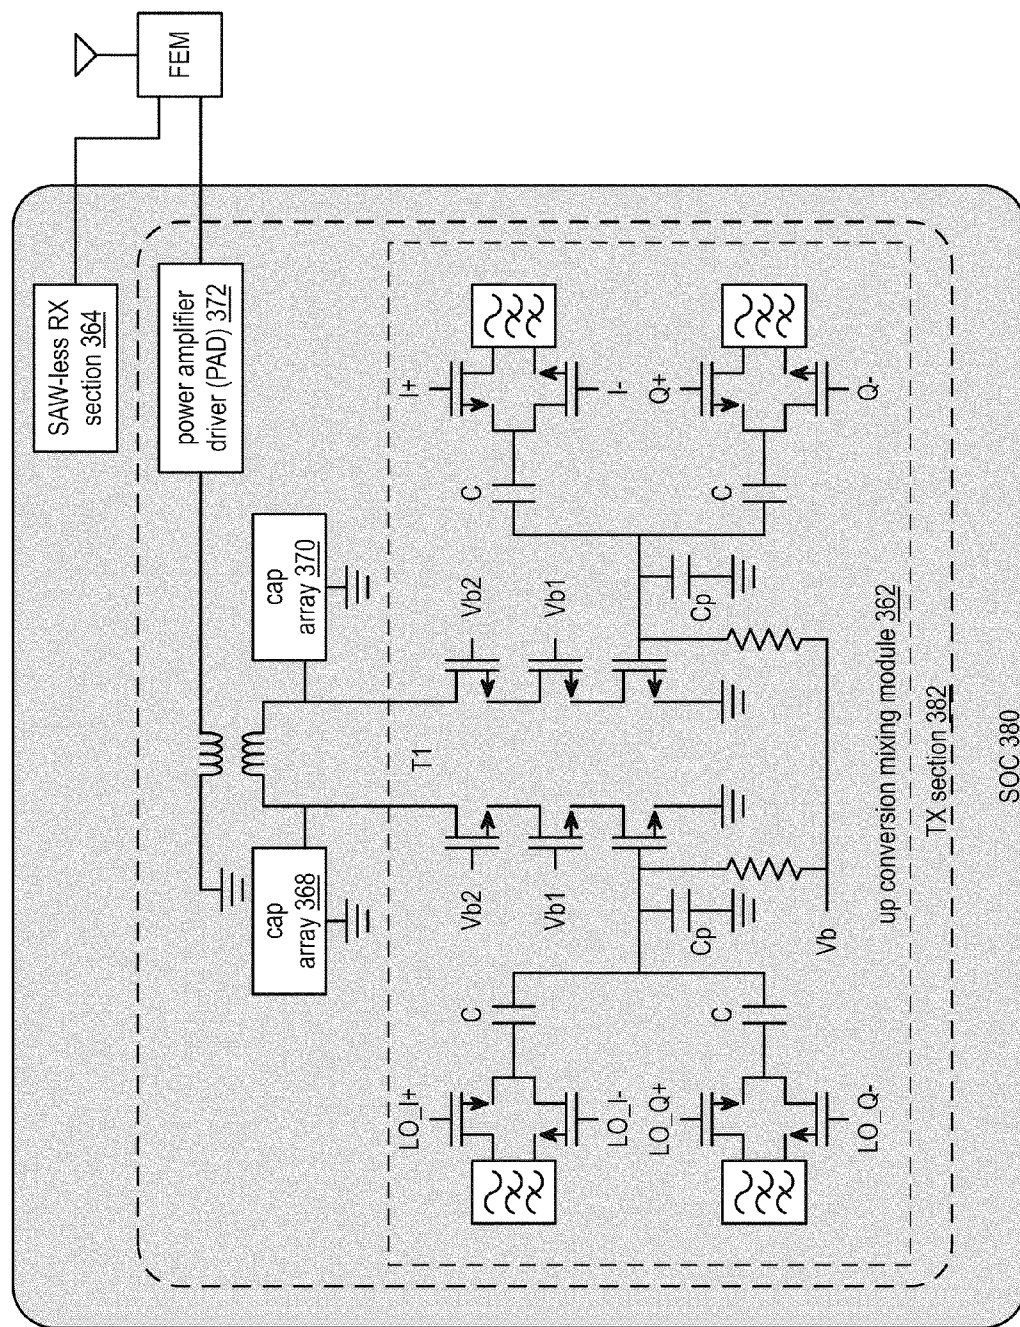 FEM
SAW-less RX
section 364
power amplifier
driver (PAD) 372
cap
array 370
cap
array 368
T1
Vb2
Vb1
Vb2
Vb1
Cp
Cp
Vb
C
C
C
C
I+
I-
Q+
Q-
LO_I+
LO_I-
LO_Q+
LO_Q-
up conversion mixing module 362
TX section 382
SOC 380